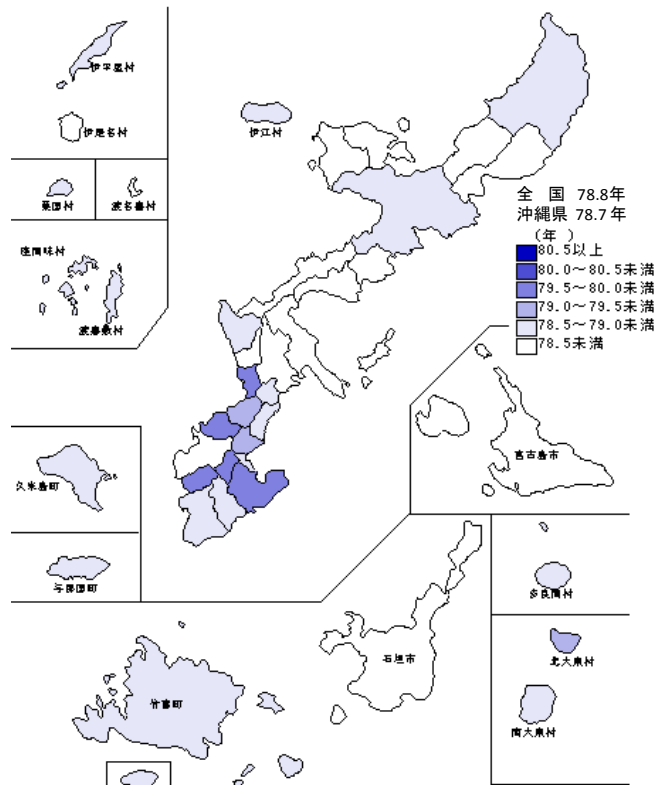 伊平屋村
伊是名村
伊江村
粟国村
渡名喜村
座間味村
渡嘉敷村
全 国 78.8年
沖縄県 78.7年
(年 )
80.5以上
80.0～80.5未満
79.5～80.0未満
79.0～79.5未満
78.5～79.0未満
78.5未満
宮古島市
久米島町
与那国町
多良間村
石垣市
北大東村
竹富町
南大東村